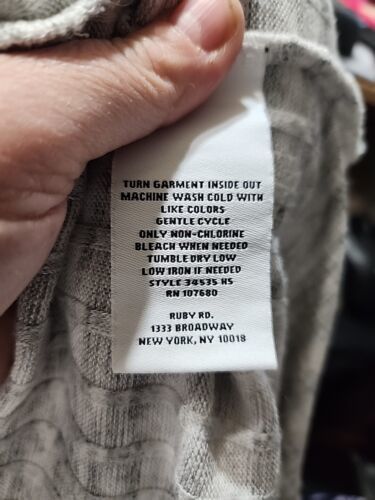 TURN GARMENT INSIDE OUT
MACHINE WASH COLD WITH
LIKE COLORS
GENTLE CYCLE
ONLY NON-CHLORINE
BLEACH WHEN NEEDED
TUMBLE DRY LOW
LOW IRON IF NEEDED
STYLE 34535 HS
RN 107680
RUBY RD.
1333 BROADWAY
NEW YORK, NY 10018